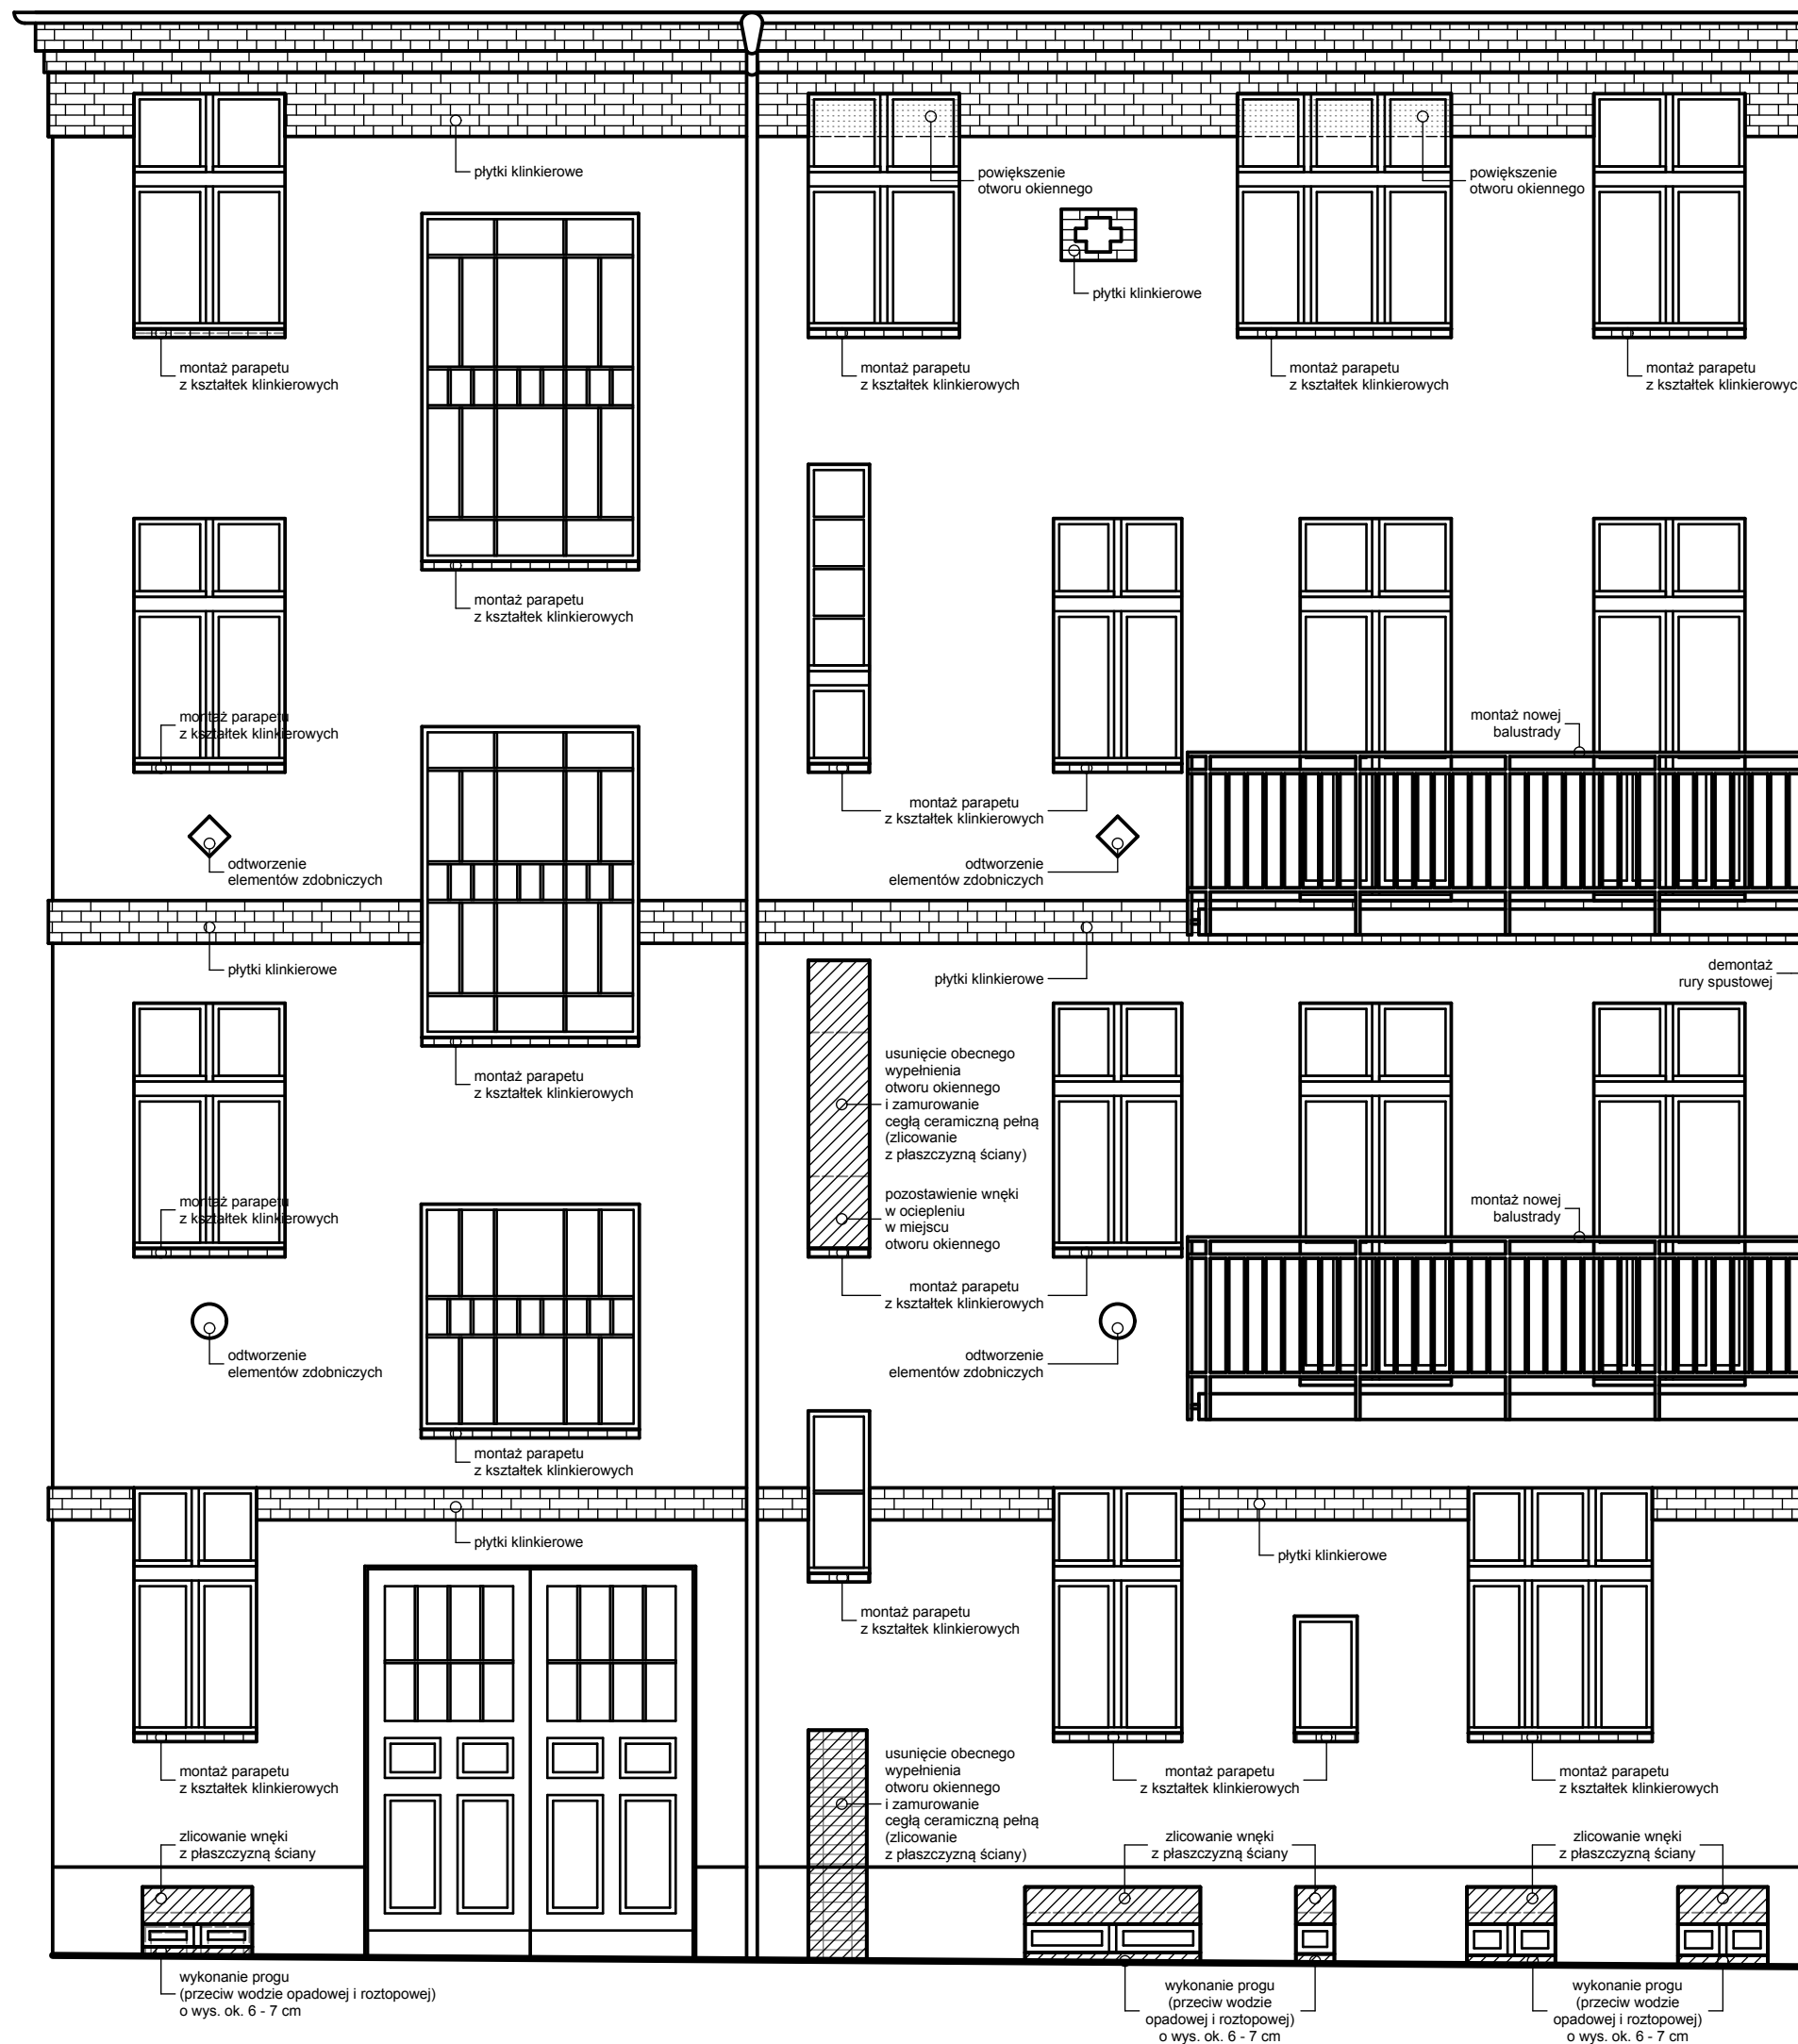 płytki klinkierowe
powiększenie
otworu okiennego
powiększenie
otworu okiennego
płytki klinkierowe
montaż parapetu
z kształtek klinkierowych
montaż parapetu
z kształtek klinkierowych
montaż parapetu
z kształtek klinkierowych
montaż parapetu
z kształtek klinkierowyc
montaż parapetu
z kształtek klinkierowych
montaż parapetu
z kształtek klinkierowych
montaż nowej
balustrady
montaż parapetu
z kształtek klinkierowych
odtworzenie
elementów zdobniczych
odtworzenie
elementów zdobniczych
płytki klinkierowe
płytki klinkierowe
demontaż
rury spustowej
montaż parapetu
z kształtek klinkierowych
usunięcie obecnego
wypełnienia
otworu okiennego
i zamurowanie
cegłą ceramiczną pełną
(zlicowanie
z płaszczyzną ściany)
montaż parapetu
z kształtek klinkierowych
pozostawienie wnęki
w ociepleniu
w miejscu
otworu okiennego
montaż nowej
balustrady
montaż parapetu
z kształtek klinkierowych
odtworzenie
elementów zdobniczych
odtworzenie
elementów zdobniczych
montaż parapetu
z kształtek klinkierowych
płytki klinkierowe
płytki klinkierowe
montaż parapetu
z kształtek klinkierowych
montaż parapetu
z kształtek klinkierowych
usunięcie obecnego
wypełnienia
otworu okiennego
i zamurowanie
cegłą ceramiczną pełną
(zlicowanie
z płaszczyzną ściany)
montaż parapetu
z kształtek klinkierowych
montaż parapetu
z kształtek klinkierowych
zlicowanie wnęki
z płaszczyzną ściany
zlicowanie wnęki
z płaszczyzną ściany
zlicowanie wnęki
z płaszczyzną ściany
wykonanie progu
(przeciw wodzie opadowej i roztopowej)
o wys. ok. 6 - 7 cm
wykonanie progu
(przeciw wodzie
opadowej i roztopowej)
o wys. ok. 6 - 7 cm
wykonanie progu
(przeciw wodzie
opadowej i roztopowej)
o wys. ok. 6 - 7 cm